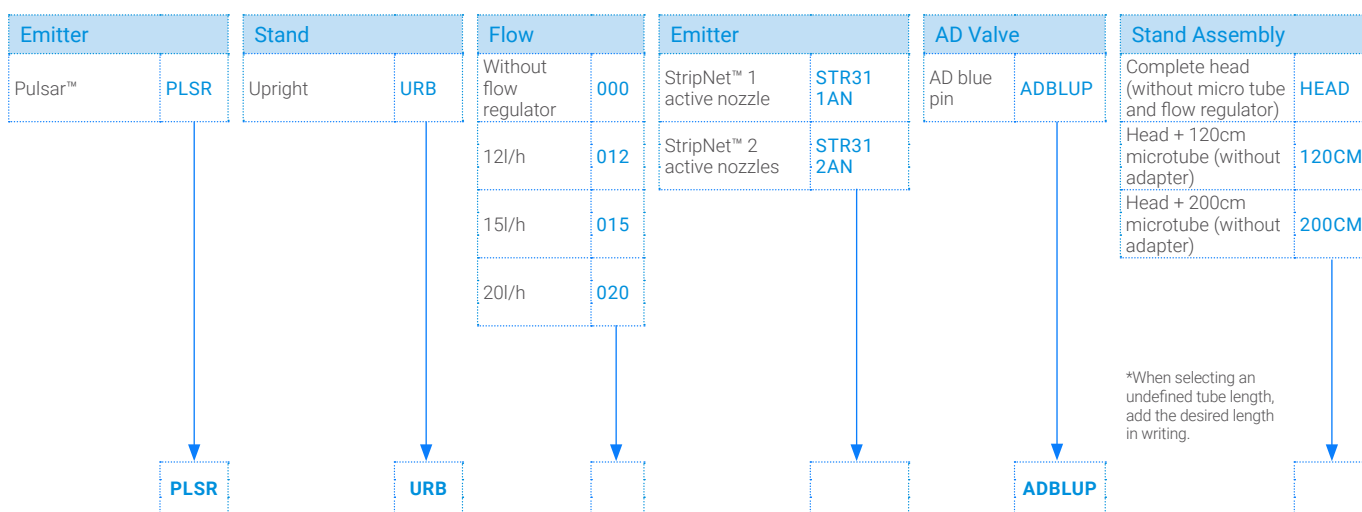 Emitter
Pulsar™
PLSR
Stand
Upright
URB
Flow
Without
flow
regulator
000
12l/h
012
15l/h
015
20l/h
020
Emitter
StripNet™ 1
active nozzle
STR31
1AN
StripNet™ 2
active nozzles
STR31
2AN
AD Valve
AD blue
pin
ADBLUP
Stand Assembly
Complete head
(without micro tube
and flow regulator)
HEAD
Head + 120cm
microtube (without
adapter)
120CM
Head + 200cm
microtube (without
adapter)
200CM
*When selecting an
undefined tube length,
add the desired length
in writing.
PLSR
URB
ADBLUP